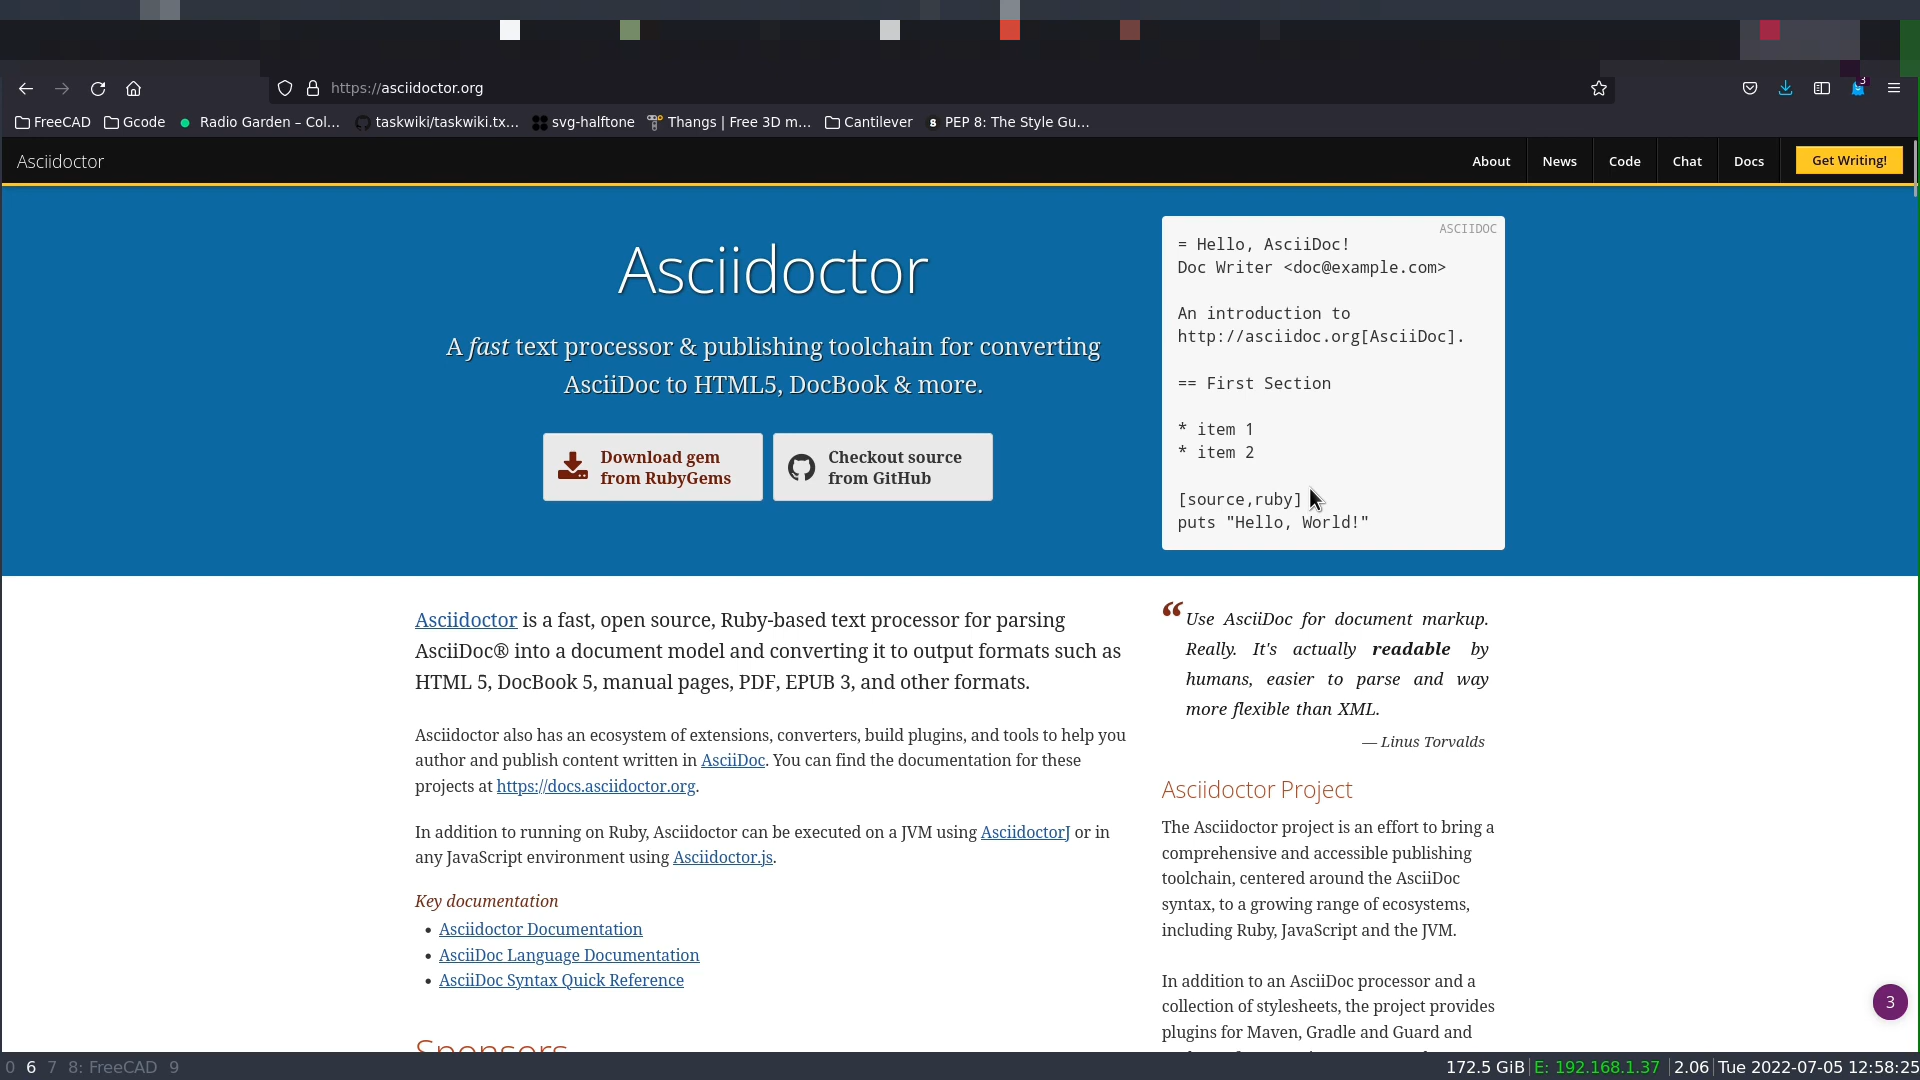 https://asciidoctor.org
3
FreeCAD Gcode Radio Garden – Col... taskwiki/taskwiki.tx... svg-halftone Thangs | Free 3D m... Cantilever PEP 8: The Style Gu...
Asciidoctor About News Code Chat Docs Get Writing!
Asciidoctor
A fast text processor & publishing toolchain for converting
AsciiDoc to HTML5, DocBook & more.
Download gem
from RubyGems
Checkout source
from GitHub
ASCIIDOC
= Hello, AsciiDoc!
Doc Writer <doc@example.com>
An introduction to
http://asciidoc.org[AsciiDoc].
== First Section
* item 1
* item 2
[source,ruby]
puts "Hello, World!"
Asciidoctor is a fast, open source, Ruby-based text processor for parsing
AsciiDoc® into a document model and converting it to output formats such as
HTML 5, DocBook 5, manual pages, PDF, EPUB 3, and other formats.
Asciidoctor also has an ecosystem of extensions, converters, build plugins, and tools to help you
author and publish content written in AsciiDoc. You can find the documentation for these
projects at https://docs.asciidoctor.org.
In addition to running on Ruby, Asciidoctor can be executed on a JVM using AsciidoctorJ or in
any JavaScript environment using Asciidoctor.js.
Key documentation
• Asciidoctor Documentation
• AsciiDoc Language Documentation
• AsciiDoc Syntax Quick Reference
Sponsors
“ Use AsciiDoc for document markup.
Really. It's actually readable by
humans, easier to parse and way
more flexible than XML.
— Linus Torvalds
Asciidoctor Project
The Asciidoctor project is an effort to bring a
comprehensive and accessible publishing
toolchain, centered around the AsciiDoc
syntax, to a growing range of ecosystems,
including Ruby, JavaScript and the JVM.
In addition to an AsciiDoc processor and a
collection of stylesheets, the project provides
plugins for Maven, Gradle and Guard and
3
0 6 7 8: FreeCAD 9 172.5 GiB E: 192.168.1.37 2.06 Tue 2022-07-05 12:58:25